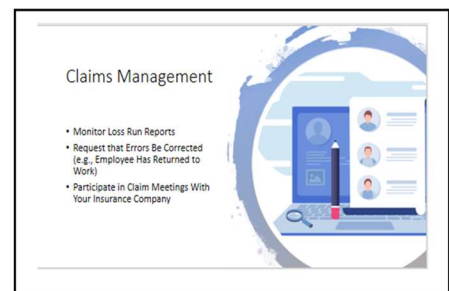 Claims Management
• Monitor Loss Run Reports
• Request that Errors Be Corrected
(e.g., Employee Has Returned to
Work)
• Participate in Claim Meetings With
Your Insurance Company